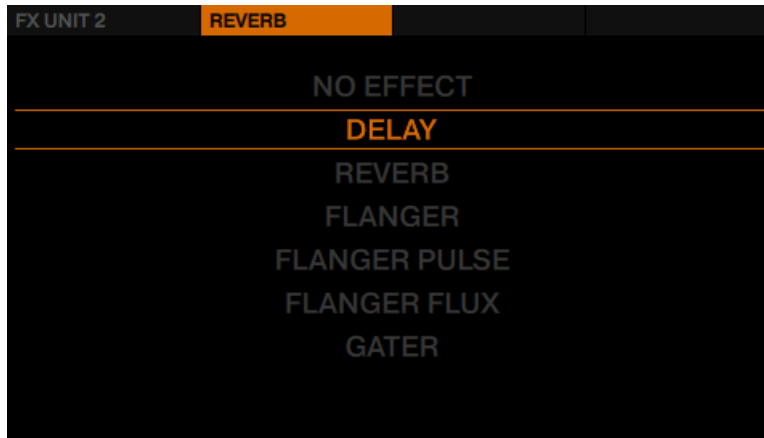 FX UNIT 2 REVERB
NO EFFECT
DELAY
REVERB
FLANGER
FLANGER PULSE
FLANGER FLUX
GATER